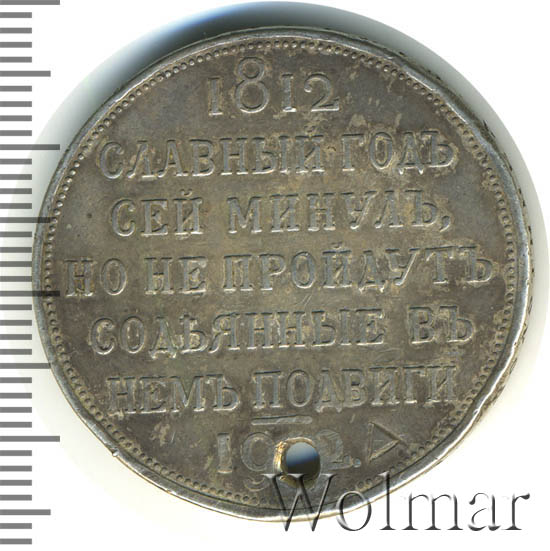 1812
СЛАВНЫЙ ГОДЪ
СЕЙ МИНУЛЪ,
НО НЕ ПРОЙДУТЪ
СОДѢЯННЫЕ ВЪ
НЕМЪ ПОДВИГИ
Wolmar